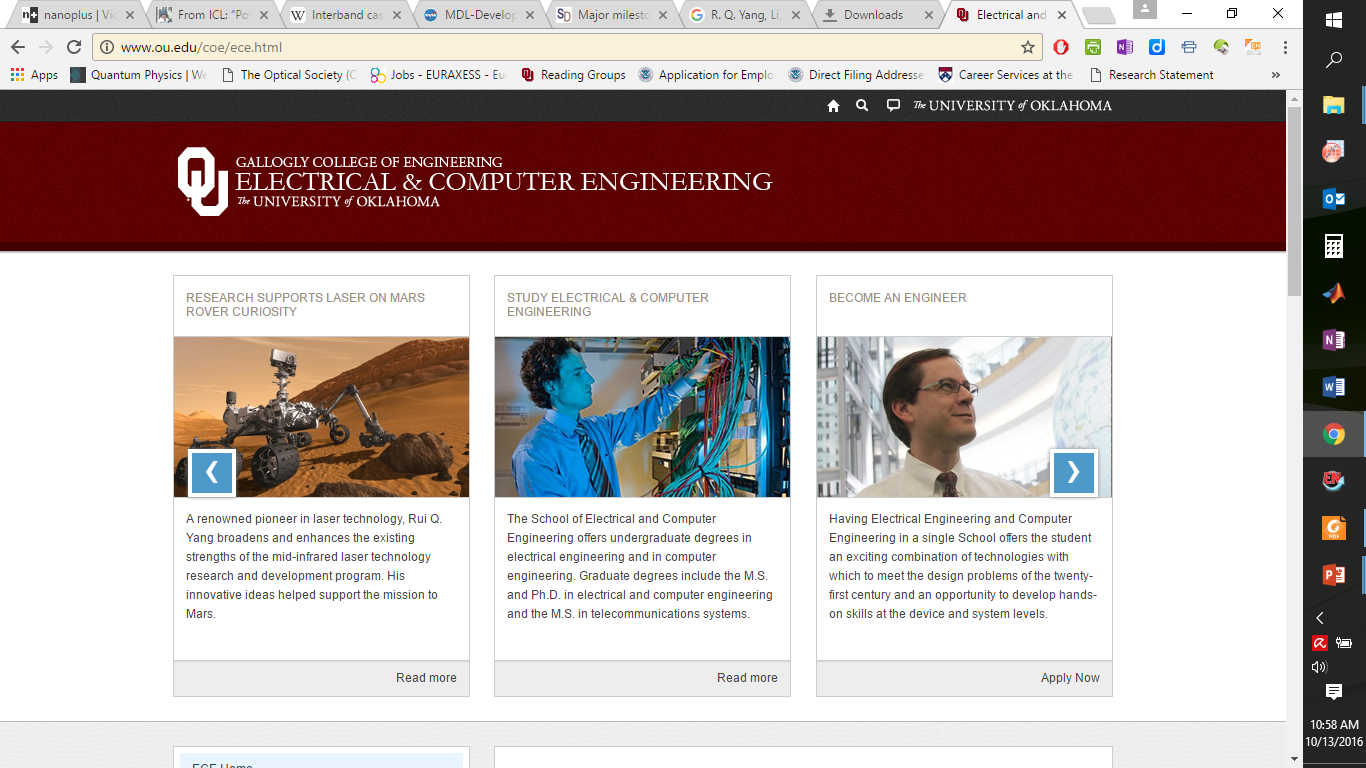 nanoplus | Vi
From ICL: “Po
Interband cas
MDL-Develop
Major milesto
R. Q. Yang, Li,
Downloads
Electrical and
www.ou.edu/coe/ece.html
Apps
Quantum Physics | We
The Optical Society (C
Jobs - EURAXESS - Eu
Reading Groups
Application for Emplo
Direct Filing Addresse
Career Services at the
Research Statement
»
The UNIVERSITY of OKLAHOMA
GALLOGLY COLLEGE OF ENGINEERING
ELECTRICAL & COMPUTER ENGINEERING
The UNIVERSITY of OKLAHOMA
RESEARCH SUPPORTS LASER ON MARS
ROVER CURIOSITY
A renowned pioneer in laser technology, Rui Q.
Yang broadens and enhances the existing
strengths of the mid-infrared laser technology
research and development program. His
innovative ideas helped support the mission to
Mars.
Read more
STUDY ELECTRICAL & COMPUTER
ENGINEERING
The School of Electrical and Computer
Engineering offers undergraduate degrees in
electrical engineering and in computer
engineering. Graduate degrees include the M.S.
and Ph.D. in electrical and computer engineering
and the M.S. in telecommunications systems.
Read more
BECOME AN ENGINEER
Having Electrical Engineering and Computer
Engineering in a single School offers the student
an exciting combination of technologies with
which to meet the design problems of the twenty-
first century and an opportunity to develop hands-
on skills at the device and system levels.
Apply Now
ECE Home
10:58 AM
10/13/2016